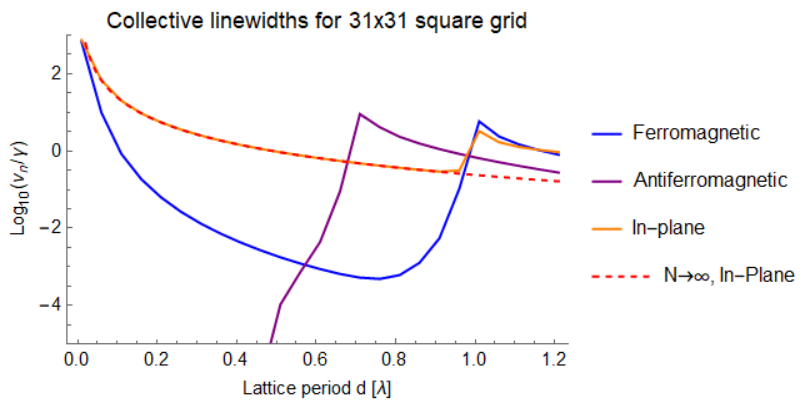 Collective linewidths for 31x31 square grid
Log₁₀(νₙ/γ)
2
0
−2
−4
0.0 0.2 0.4 0.6 0.8 1.0 1.2
Lattice period d [λ]
Ferromagnetic
Antiferromagnetic
In−plane
N→∞, In−Plane